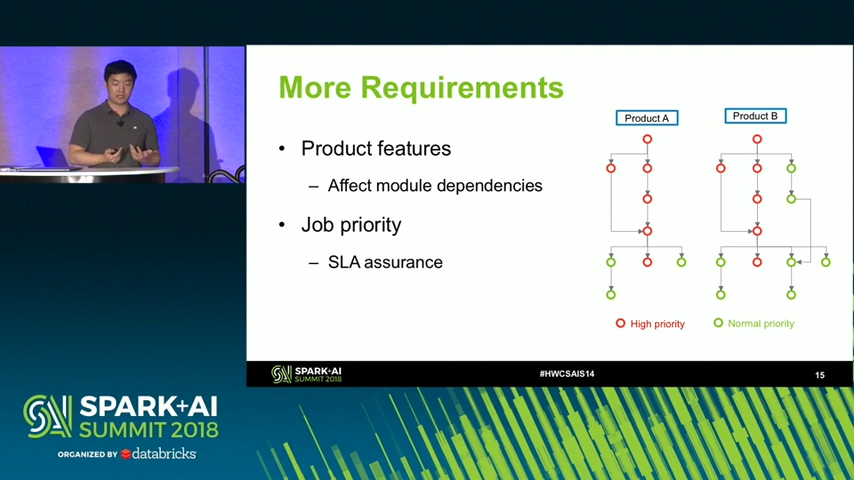 More Requirements
• Product features
– Affect module dependencies
• Job priority
– SLA assurance
Product A
Product B
High priority
Normal priority
SPARK+AI
SUMMIT 2018
#HWCSAIS14
15
SPARK+AI
SUMMIT 2018
ORGANIZED BY databricks